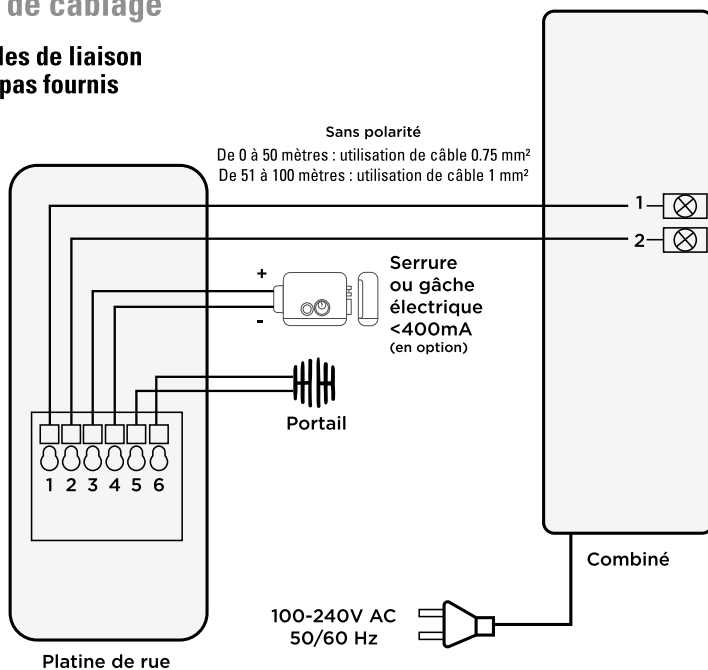 de câblage
les de liaison
pas fournis
Sans polarité
De 0 à 50 mètres : utilisation de câble 0.75 mm²
De 51 à 100 mètres : utilisation de câble 1 mm²
1
2
+
-
Serrure
ou gâche
électrique
<400mA
(en option)
Portail
1 2 3 4 5 6
Combiné
100-240V AC
50/60 Hz
Platine de rue